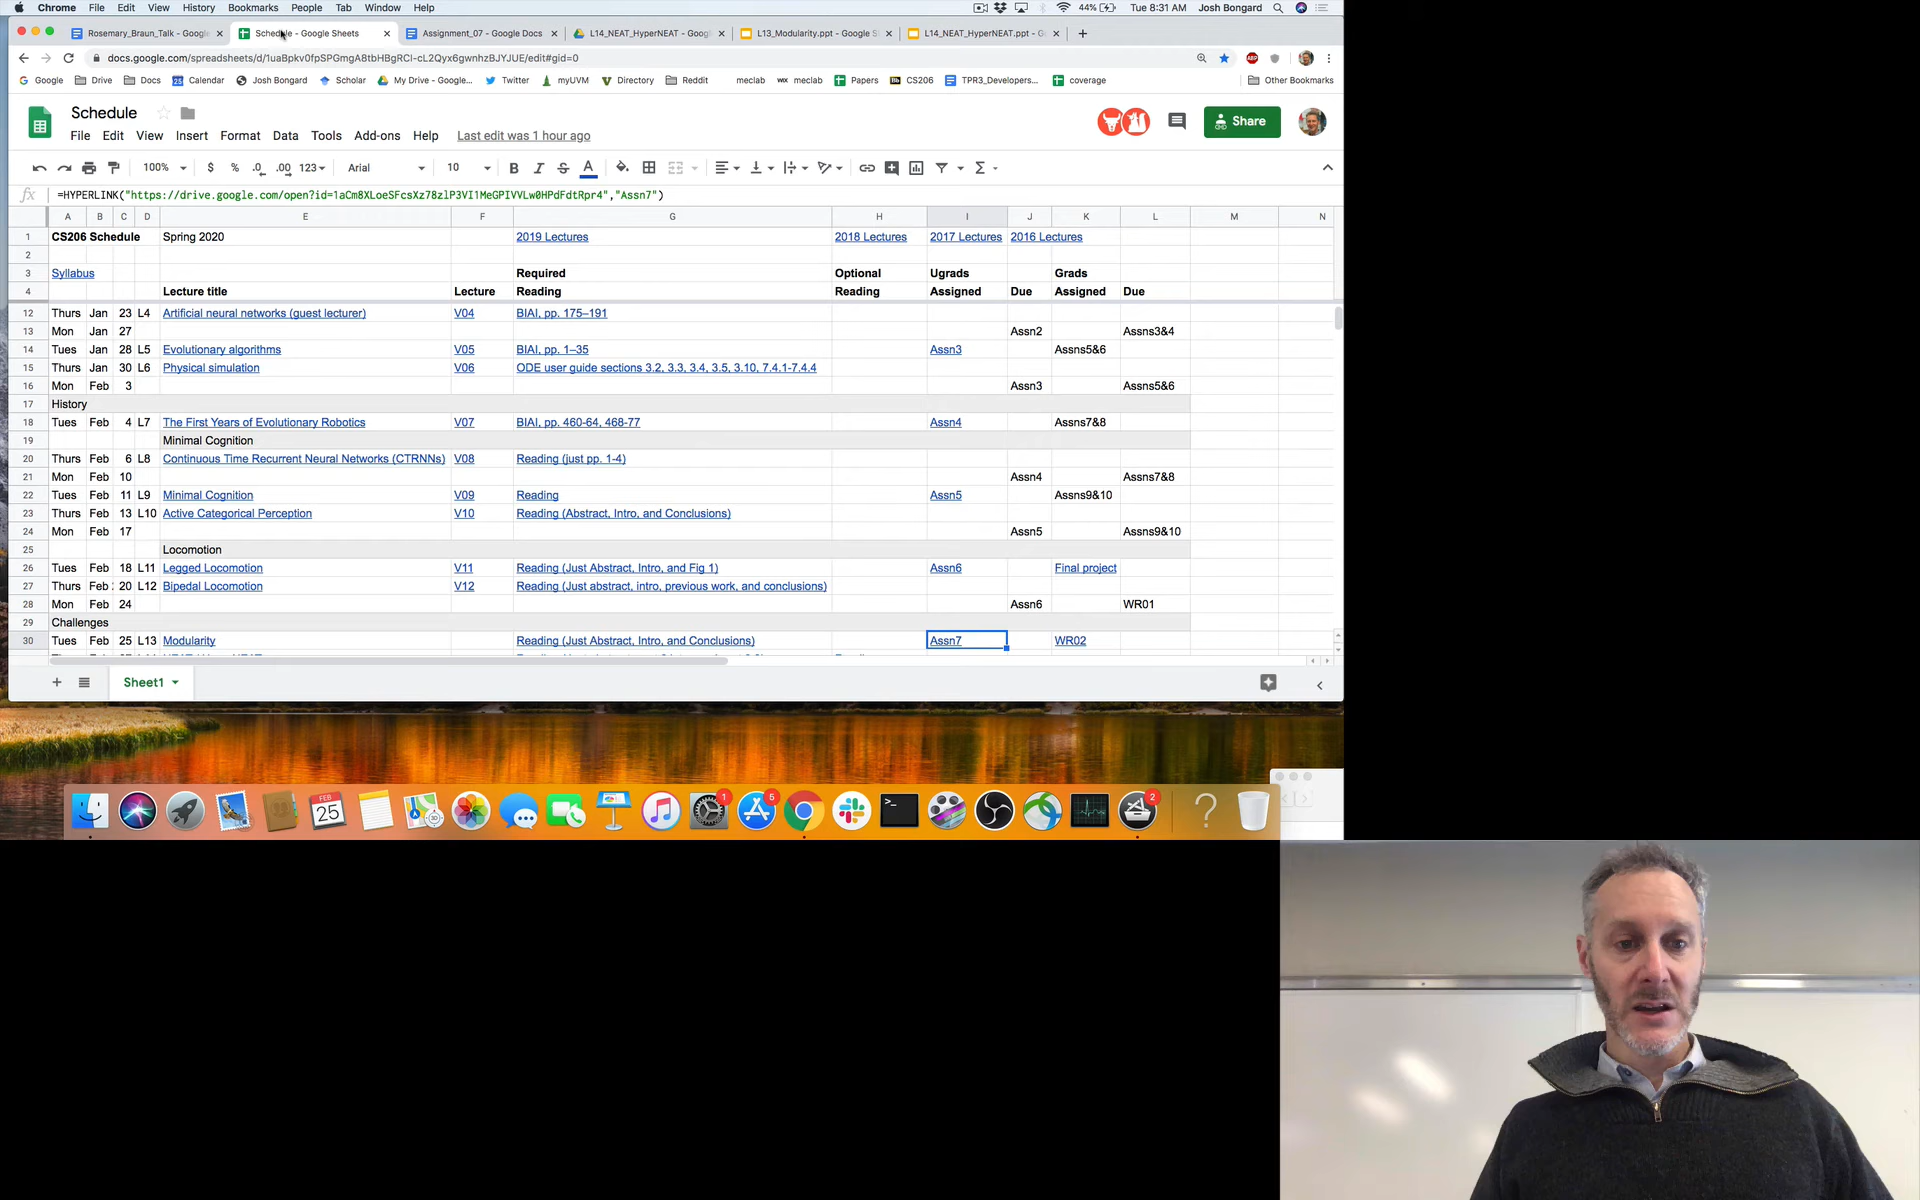 Chrome File Edit View History Bookmarks People Tab Window Help 44% Tue 8:31 AM Josh Bongard
Rosemary_Braun_Talk - Google Schedule - Google Sheets Assignment_07 - Google Docs L14_NEAT_HyperNEAT - Goog L13_Modularity.ppt - Google S L14_NEAT_HyperNEAT.ppt - G
docs.google.com/spreadsheets/d/1uaBpkv0fpSPGmgA8tbHBgRCl-cL2Qyx6gwnhzBJYJUE/edit#gid=0
Google Drive Docs Calendar Josh Bongard Scholar My Drive - Google... Twitter myUVM Directory Reddit meclab meclab Papers CS206 TPR3_Developers... coverage Other Bookmarks
Schedule
File Edit View Insert Format Data Tools Add-ons Help Last edit was 1 hour ago
Share
100% $ % .0 .00 123 Arial 10 B I S A
fx =HYPERLINK("https://drive.google.com/open?id=1aCm8XLoeSFcsXz78zlP3VI1MeGPIVVLw0HPdFdtRpr4","Assn7")
A B C D E F G H I J K L M N
1 CS206 Schedule Spring 2020 2019 Lectures 2018 Lectures 2017 Lectures 2016 Lectures
2
3 Syllabus Required Optional Ugrads Grads
4 Lecture title Lecture Reading Reading Assigned Due Assigned Due
12 Thurs Jan 23 L4 Artificial neural networks (guest lecturer) V04 BIAI, pp. 175–191
13 Mon Jan 27 Assn2 Assns3&4
14 Tues Jan 28 L5 Evolutionary algorithms V05 BIAI, pp. 1–35 Assn3 Assns5&6
15 Thurs Jan 30 L6 Physical simulation V06 ODE user guide sections 3.2, 3.3, 3.4, 3.5, 3.10, 7.4.1-7.4.4
16 Mon Feb 3 Assn3 Assns5&6
17 History
18 Tues Feb 4 L7 The First Years of Evolutionary Robotics V07 BIAI, pp. 460-64, 468-77 Assn4 Assns7&8
19 Minimal Cognition
20 Thurs Feb 6 L8 Continuous Time Recurrent Neural Networks (CTRNNs) V08 Reading (just pp. 1-4)
21 Mon Feb 10 Assn4 Assns7&8
22 Tues Feb 11 L9 Minimal Cognition V09 Reading Assn5 Assns9&10
23 Thurs Feb 13 L10 Active Categorical Perception V10 Reading (Abstract, Intro, and Conclusions)
24 Mon Feb 17 Assn5 Assns9&10
25 Locomotion
26 Tues Feb 18 L11 Legged Locomotion V11 Reading (Just Abstract, Intro, and Fig 1) Assn6 Final project
27 Thurs Feb 20 L12 Bipedal Locomotion V12 Reading (Just abstract, intro, previous work, and conclusions)
28 Mon Feb 24 Assn6 WR01
29 Challenges
30 Tues Feb 25 L13 Modularity Reading (Just Abstract, Intro, and Conclusions) Assn7 WR02
Sheet1
FEB 25 1 5 2